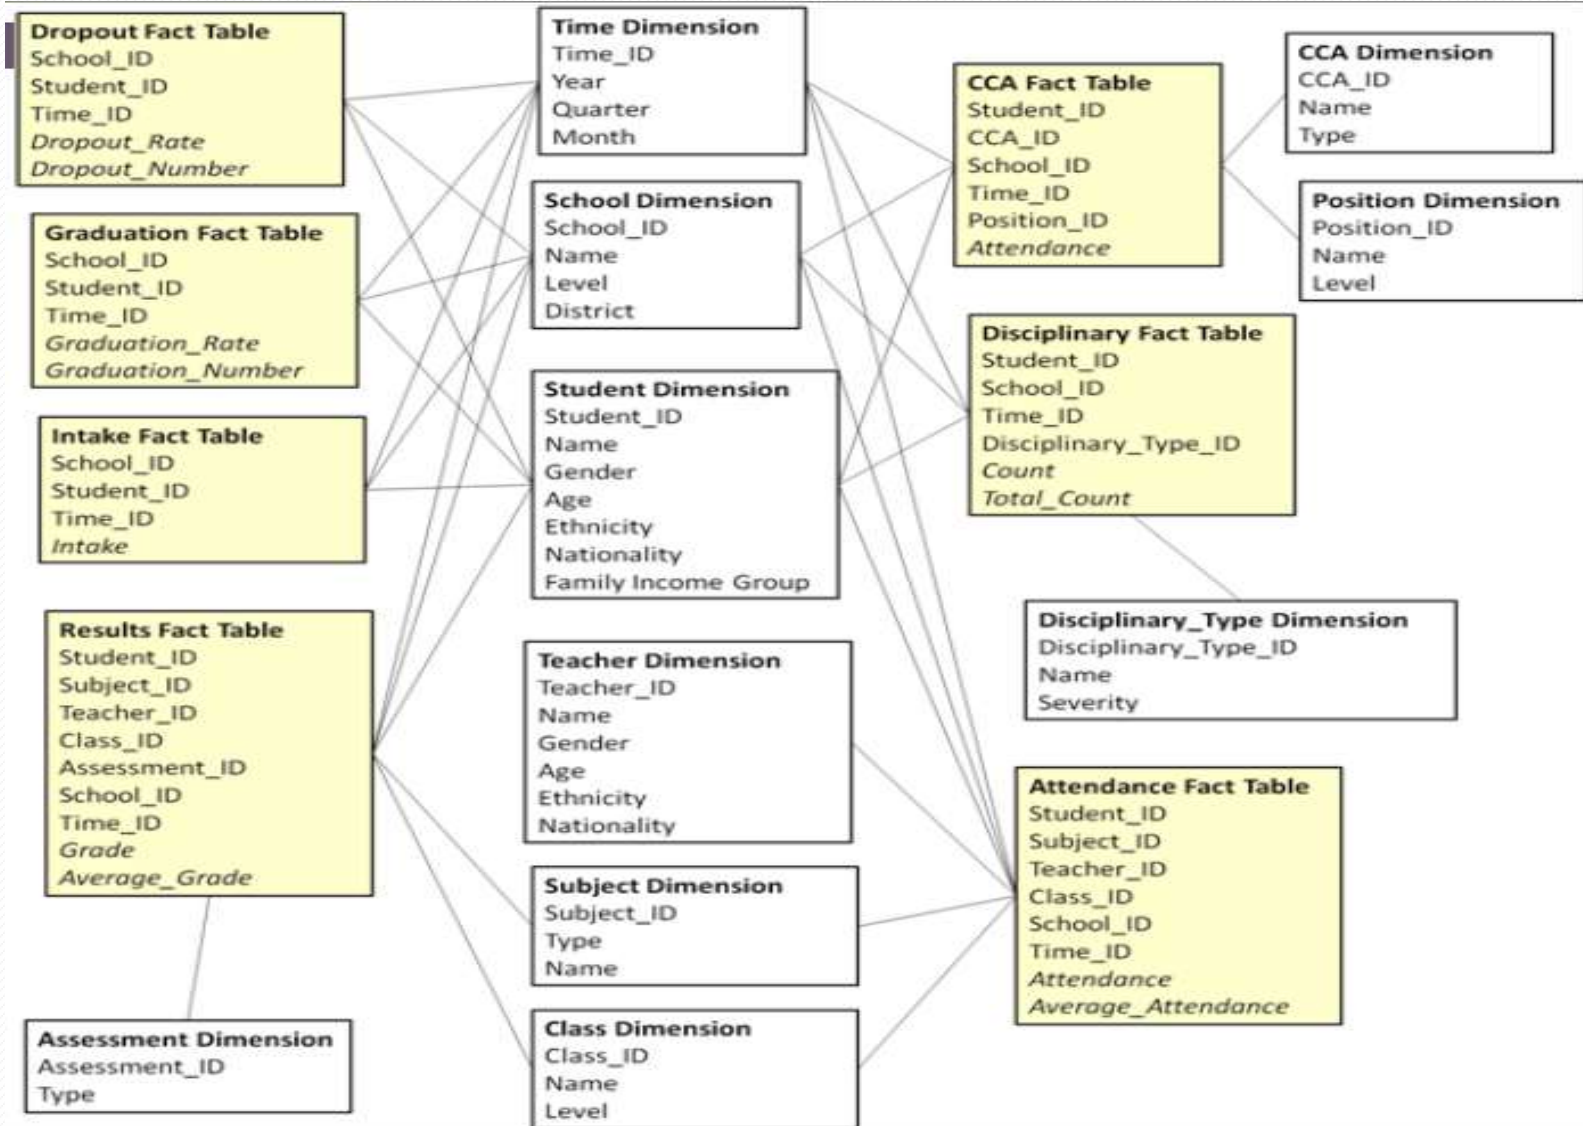 Dropout Fact Table
School_ID
Student_ID
Time_ID
Dropout_Rate
Dropout_Number
Graduation Fact Table
School_ID
Student_ID
Time_ID
Graduation_Rate
Graduation_Number
Intake Fact Table
School_ID
Student_ID
Time_ID
Intake
Results Fact Table
Student_ID
Subject_ID
Teacher_ID
Class_ID
Assessment_ID
School_ID
Time_ID
Grade
Average_Grade
Assessment Dimension
Assessment_ID
Type
Time Dimension
Time_ID
Year
Quarter
Month
School Dimension
School_ID
Name
Level
District
Student Dimension
Student_ID
Name
Gender
Age
Ethnicity
Nationality
Family Income Group
Teacher Dimension
Teacher_ID
Name
Gender
Age
Ethnicity
Nationality
Subject Dimension
Subject_ID
Type
Name
Class Dimension
Class_ID
Name
Level
CCA Fact Table
Student_ID
CCA_ID
School_ID
Time_ID
Position_ID
Attendance
CCA Dimension
CCA_ID
Name
Type
Position Dimension
Position_ID
Name
Level
Disciplinary Fact Table
Student_ID
School_ID
Time_ID
Disciplinary_Type_ID
Count
Total_Count
Disciplinary_Type Dimension
Disciplinary_Type_ID
Name
Severity
Attendance Fact Table
Student_ID
Subject_ID
Teacher_ID
Class_ID
School_ID
Time_ID
Attendance
Average_Attendance